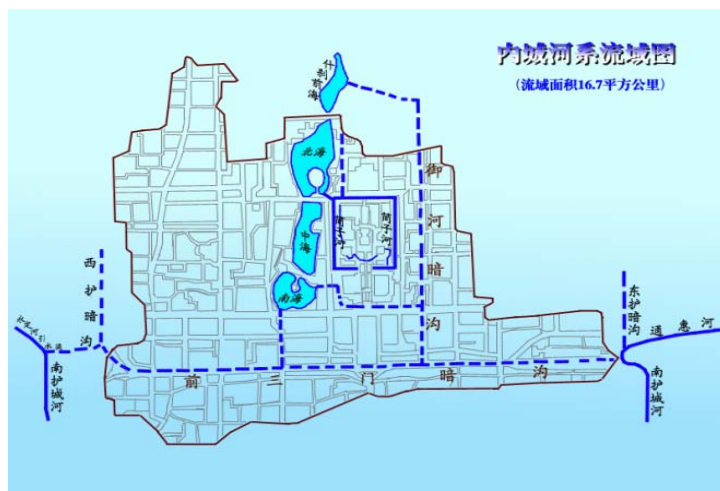 内城河系流域图
（流域面积16.7平方公里）
什刹前海
北海
中海
南海
筒子河
筒子河
御河暗沟
西护暗沟
南护城河
前三门暗沟
东护暗沟
通惠河
南护城河